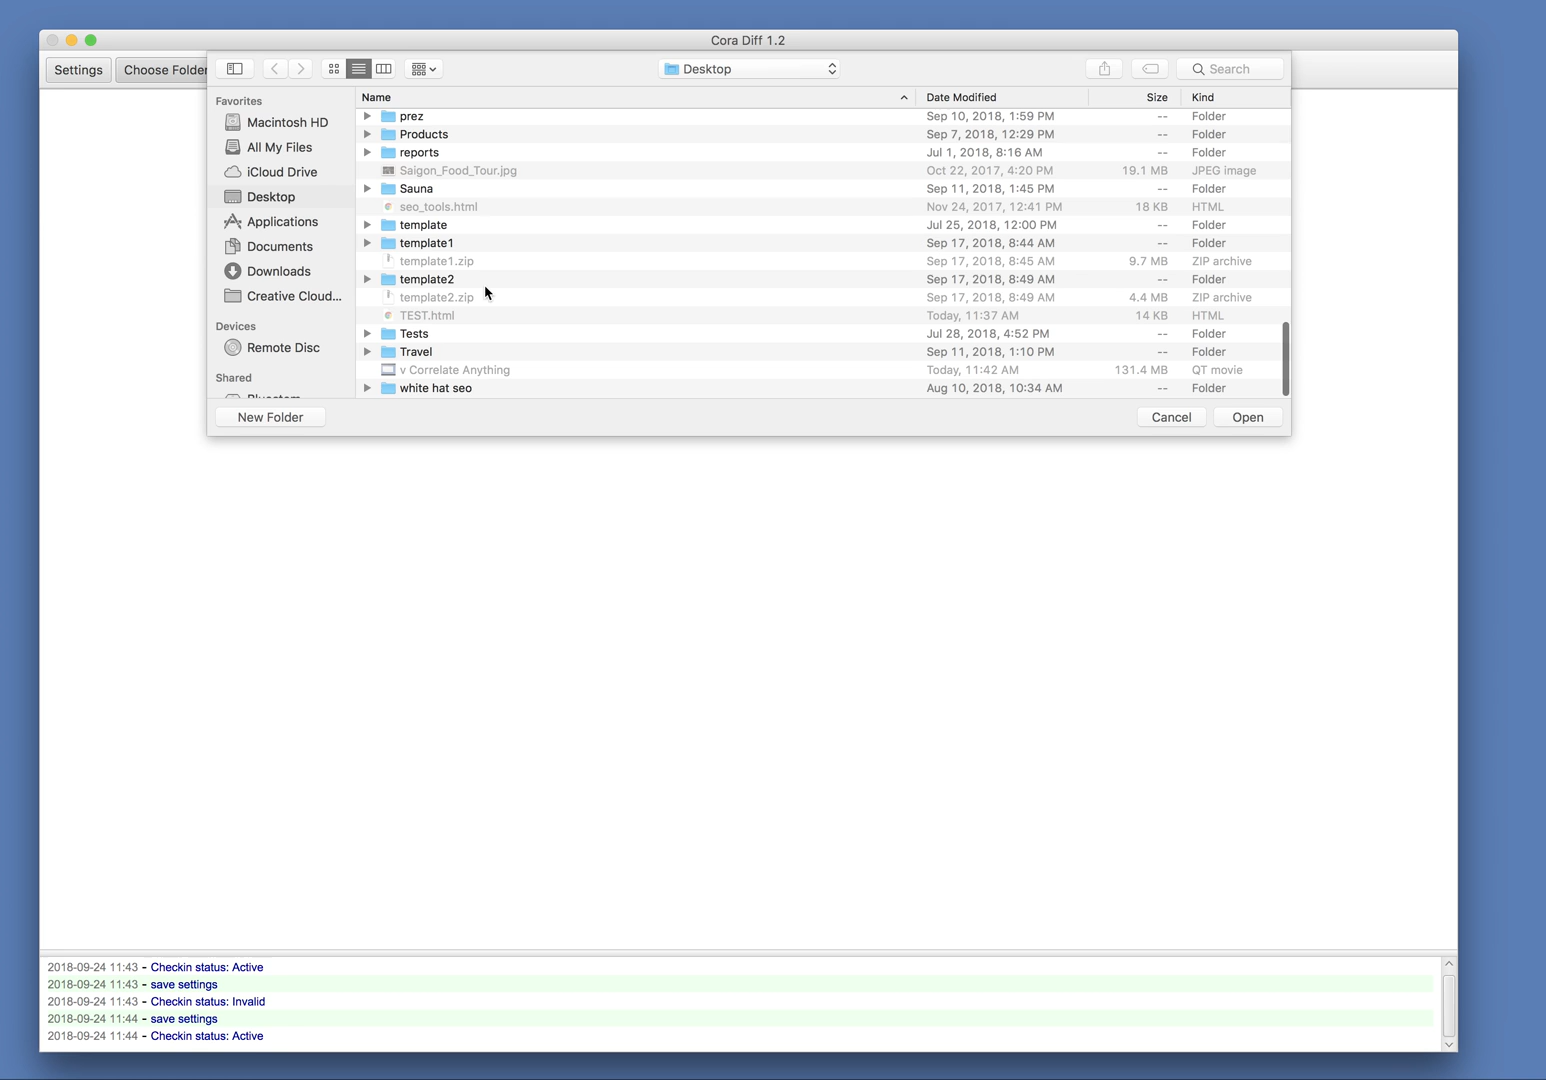 Cora Diff 1.2
Settings
Choose Folder
Desktop
Search
Favorites
Macintosh HD
All My Files
iCloud Drive
Desktop
Applications
Documents
Downloads
Creative Cloud...
Devices
Remote Disc
Shared
Name Date Modified Size Kind
prez Sep 10, 2018, 1:59 PM -- Folder
Products Sep 7, 2018, 12:29 PM -- Folder
reports Jul 1, 2018, 8:16 AM -- Folder
Saigon_Food_Tour.jpg Oct 22, 2017, 4:20 PM 19.1 MB JPEG image
Sauna Sep 11, 2018, 1:45 PM -- Folder
seo_tools.html Nov 24, 2017, 12:41 PM 18 KB HTML
template Jul 25, 2018, 12:00 PM -- Folder
template1 Sep 17, 2018, 8:44 AM -- Folder
template1.zip Sep 17, 2018, 8:45 AM 9.7 MB ZIP archive
template2 Sep 17, 2018, 8:49 AM -- Folder
template2.zip Sep 17, 2018, 8:49 AM 4.4 MB ZIP archive
TEST.html Today, 11:37 AM 14 KB HTML
Tests Jul 28, 2018, 4:52 PM -- Folder
Travel Sep 11, 2018, 1:10 PM -- Folder
v Correlate Anything Today, 11:42 AM 131.4 MB QT movie
white hat seo Aug 10, 2018, 10:34 AM -- Folder
New Folder
Cancel
Open
2018-09-24 11:43 - Checkin status: Active
2018-09-24 11:43 - save settings
2018-09-24 11:43 - Checkin status: Invalid
2018-09-24 11:44 - save settings
2018-09-24 11:44 - Checkin status: Active